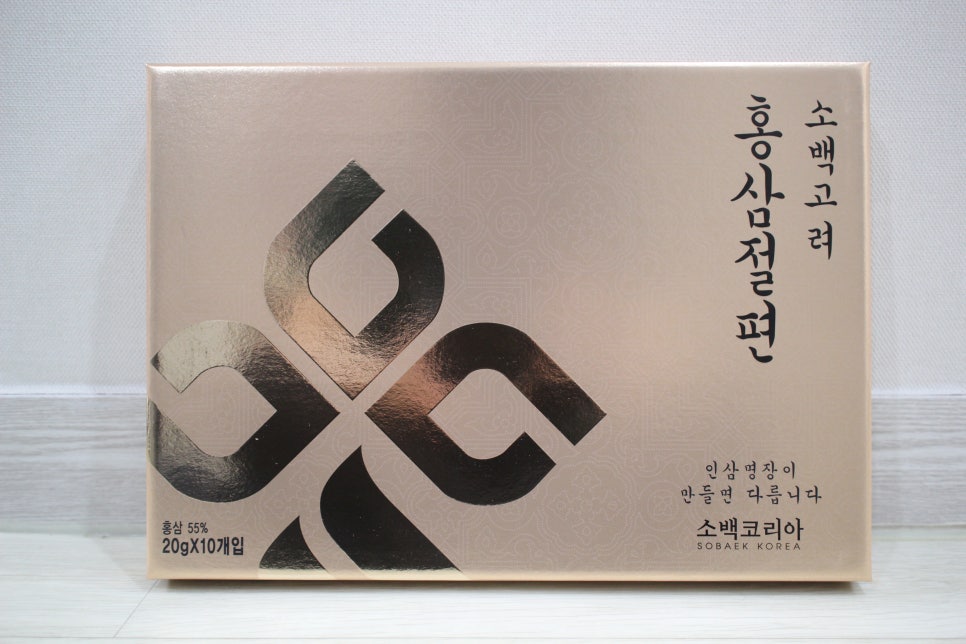 소백고려
홍삼절편
인삼명장이
만들면 다릅니다
소백코리아
SOBAEK KOREA
홍삼 55%
20gX10개입